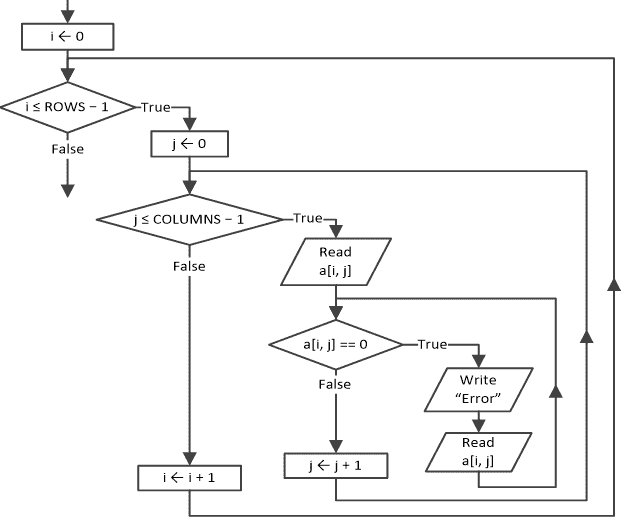 i ← 0
i ≤ ROWS − 1
True
False
j ← 0
j ≤ COLUMNS − 1
True
False
Read
a[i, j]
a[i, j] == 0
True
False
Write
“Error”
Read
a[i, j]
j ← j + 1
i ← i + 1